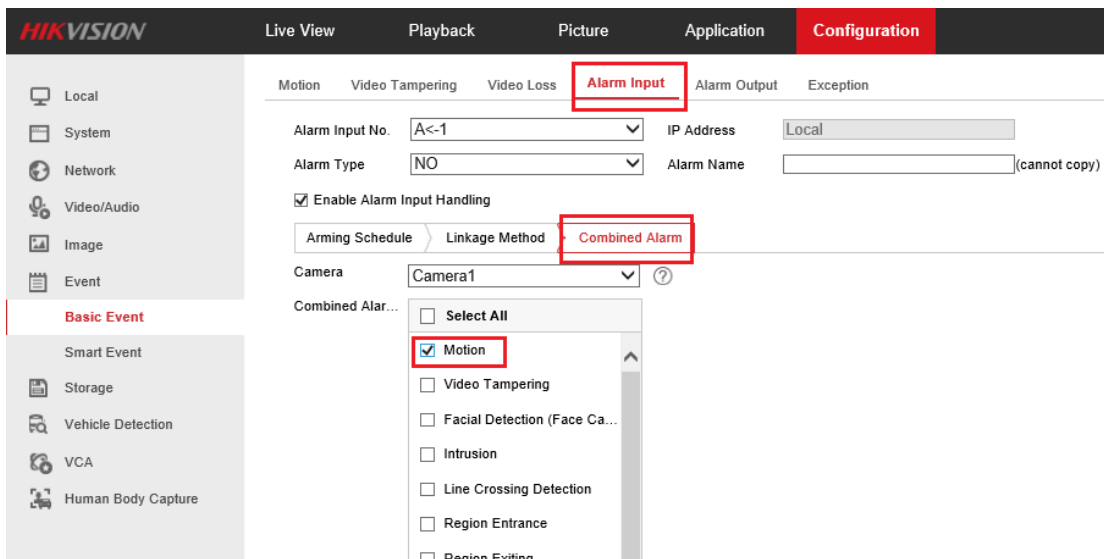 HIKVISION Live View Playback Picture Application Configuration
Local
System
Network
Video/Audio
Image
Event
Basic Event
Smart Event
Storage
Vehicle Detection
VCA
Human Body Capture
Motion Video Tampering Video Loss Alarm Input Alarm Output Exception
Alarm Input No. A<-1 IP Address Local
Alarm Type NO Alarm Name (cannot copy)
Enable Alarm Input Handling
Arming Schedule Linkage Method Combined Alarm
Camera Camera1 ?
Combined Alar...
Select All
Motion
Video Tampering
Facial Detection (Face Ca...
Intrusion
Line Crossing Detection
Region Entrance
Region Exiting